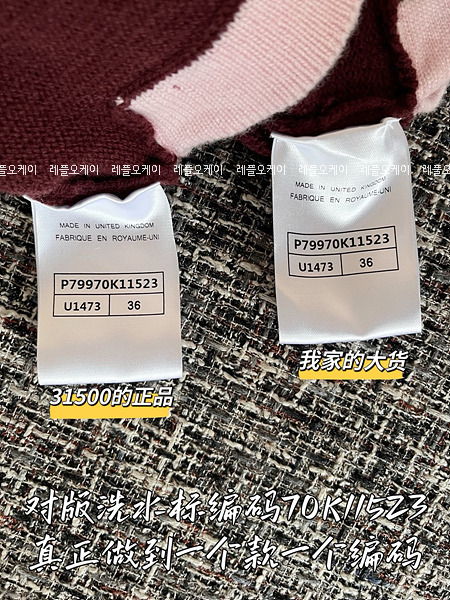 레플오케이 레플오케이 레플오케이 레플오케이 레플오케이 레플오케이 레플오케이
MADE IN UNITED KINGDOM
FABRIQUE EN ROYAUME-UNI
P79970K11523
U1473 36
MADE IN UNITED KINGDOM
FABRIQUE EN ROYAUME-UNI
P79970K11523
U1473 36
我家的大货
31500的正品
对版洗水标编码70K11523
真正做到一个款一个编码